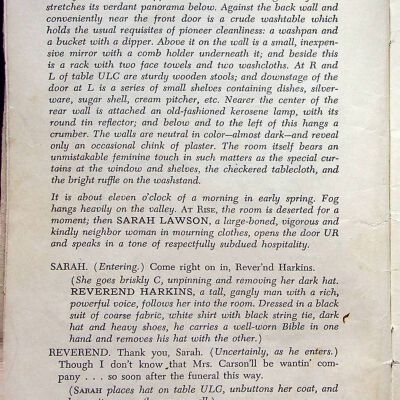 stretches its verdant panorama below. Against the back wall and
conveniently near the front door is a crude washtable which
holds the usual requisites of pioneer cleanliness: a washpan and
a bucket with a dipper. Above it on the wall is a small, inexpen-
sive mirror with a comb holder underneath it; and beside this
is a rack with two face towels and two washcloths. At R and
L of table ULC are sturdy wooden stools; and downstage of the
door at L is a series of small shelves containing dishes, silver-
ware, sugar shell, cream pitcher, etc. Nearer the center of the
rear wall is attached an old-fashioned kerosene lamp, with its
round tin reflector; and below and to the left of this hangs a
crumber. The walls are neutral in color—almost dark—and reveal
only an occasional chink of plaster. The room itself bears an
unmistakable feminine touch in such matters as the special cur-
tains at the window and shelves, the checkered tablecloth, and
the bright ruffle on the washstand.
It is about eleven o'clock of a morning in early spring. Fog
hangs heavily on the valley. AT RISE, the room is deserted for a
moment; then SARAH LAWSON, a large-boned, vigorous and
kindly neighbor woman in mourning clothes, opens the door UR
and speaks in a tone of respectfully subdued hospitality.
SARAH. (Entering.) Come right on in, Rever'nd Harkins.
(She goes briskly C, unpinning and removing her dark hat.
REVEREND HARKINS, a tall, gangly man with a rich,
powerful voice, follows her into the room. Dressed in a black
suit of coarse fabric, white shirt with black string tie, dark
hat and heavy shoes, he carries a well-worn Bible in one
hand and removes his hat with the other.)
REVEREND. Thank you, Sarah. (Uncertainly, as he enters.)
Though I don't know that Mrs. Carson'll be wantin' com-
pany . . . so soon after the funeral this way.
(SARAH places hat on table ULG, unbuttons her coat, and